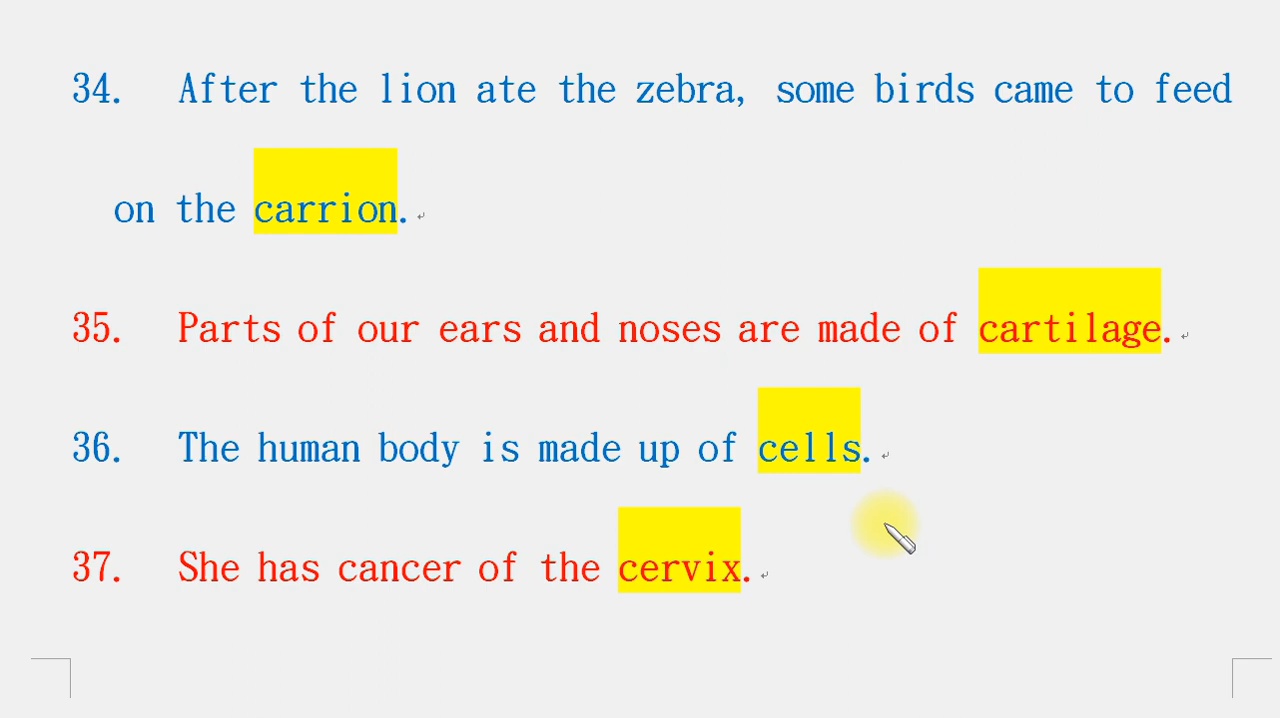 34. After the lion ate the zebra, some birds came to feed
on the carrion.
35. Parts of our ears and noses are made of cartilage.
36. The human body is made up of cells.
37. She has cancer of the cervix.